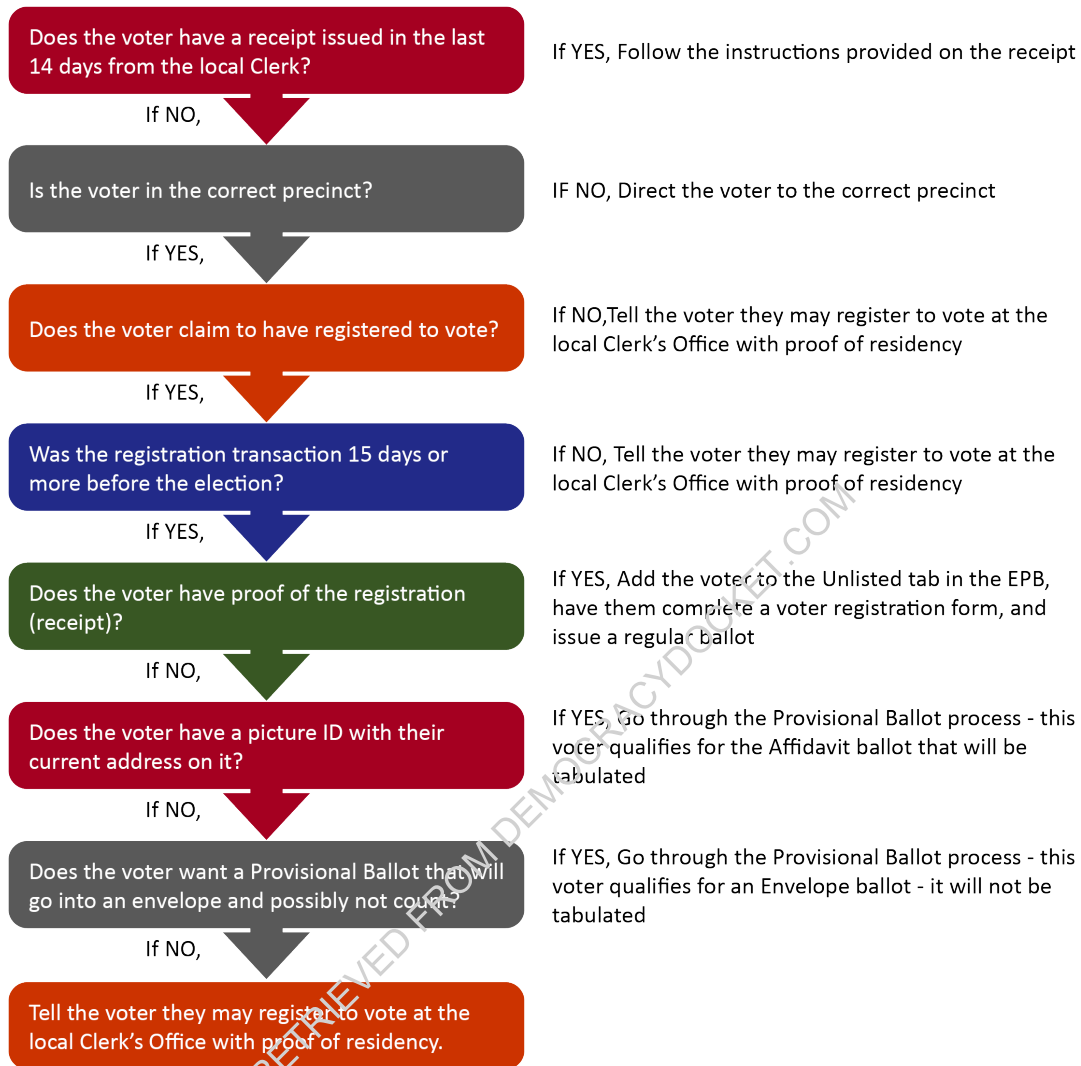 Does the voter have a receipt issued in the last
14 days from the local Clerk?
If YES, Follow the instructions provided on the receipt
If NO,
Is the voter in the correct precinct?
IF NO, Direct the voter to the correct precinct
If YES,
Does the voter claim to have registered to vote?
If NO,Tell the voter they may register to vote at the
local Clerk's Office with proof of residency
If YES,
Was the registration transaction 15 days or
more before the election?
If NO, Tell the voter they may register to vote at the
local Clerk's Office with proof of residency
If YES,
Does the voter have proof of the registration
(receipt)?
If YES, Add the voter to the Unlisted tab in the EPB,
have them complete a voter registration form, and
issue a regular ballot
If NO,
Does the voter have a picture ID with their
current address on it?
If YES, Go through the Provisional Ballot process - this
voter qualifies for the Affidavit ballot that will be
tabulated
If NO,
Does the voter want a Provisional Ballot that will
go into an envelope and possibly not count?
If YES, Go through the Provisional Ballot process - this
voter qualifies for an Envelope ballot - it will not be
tabulated
If NO,
Tell the voter they may register to vote at the
local Clerk's Office with proof of residency.
RETRIEVED FROM DEMOCRACYDOCKET.COM